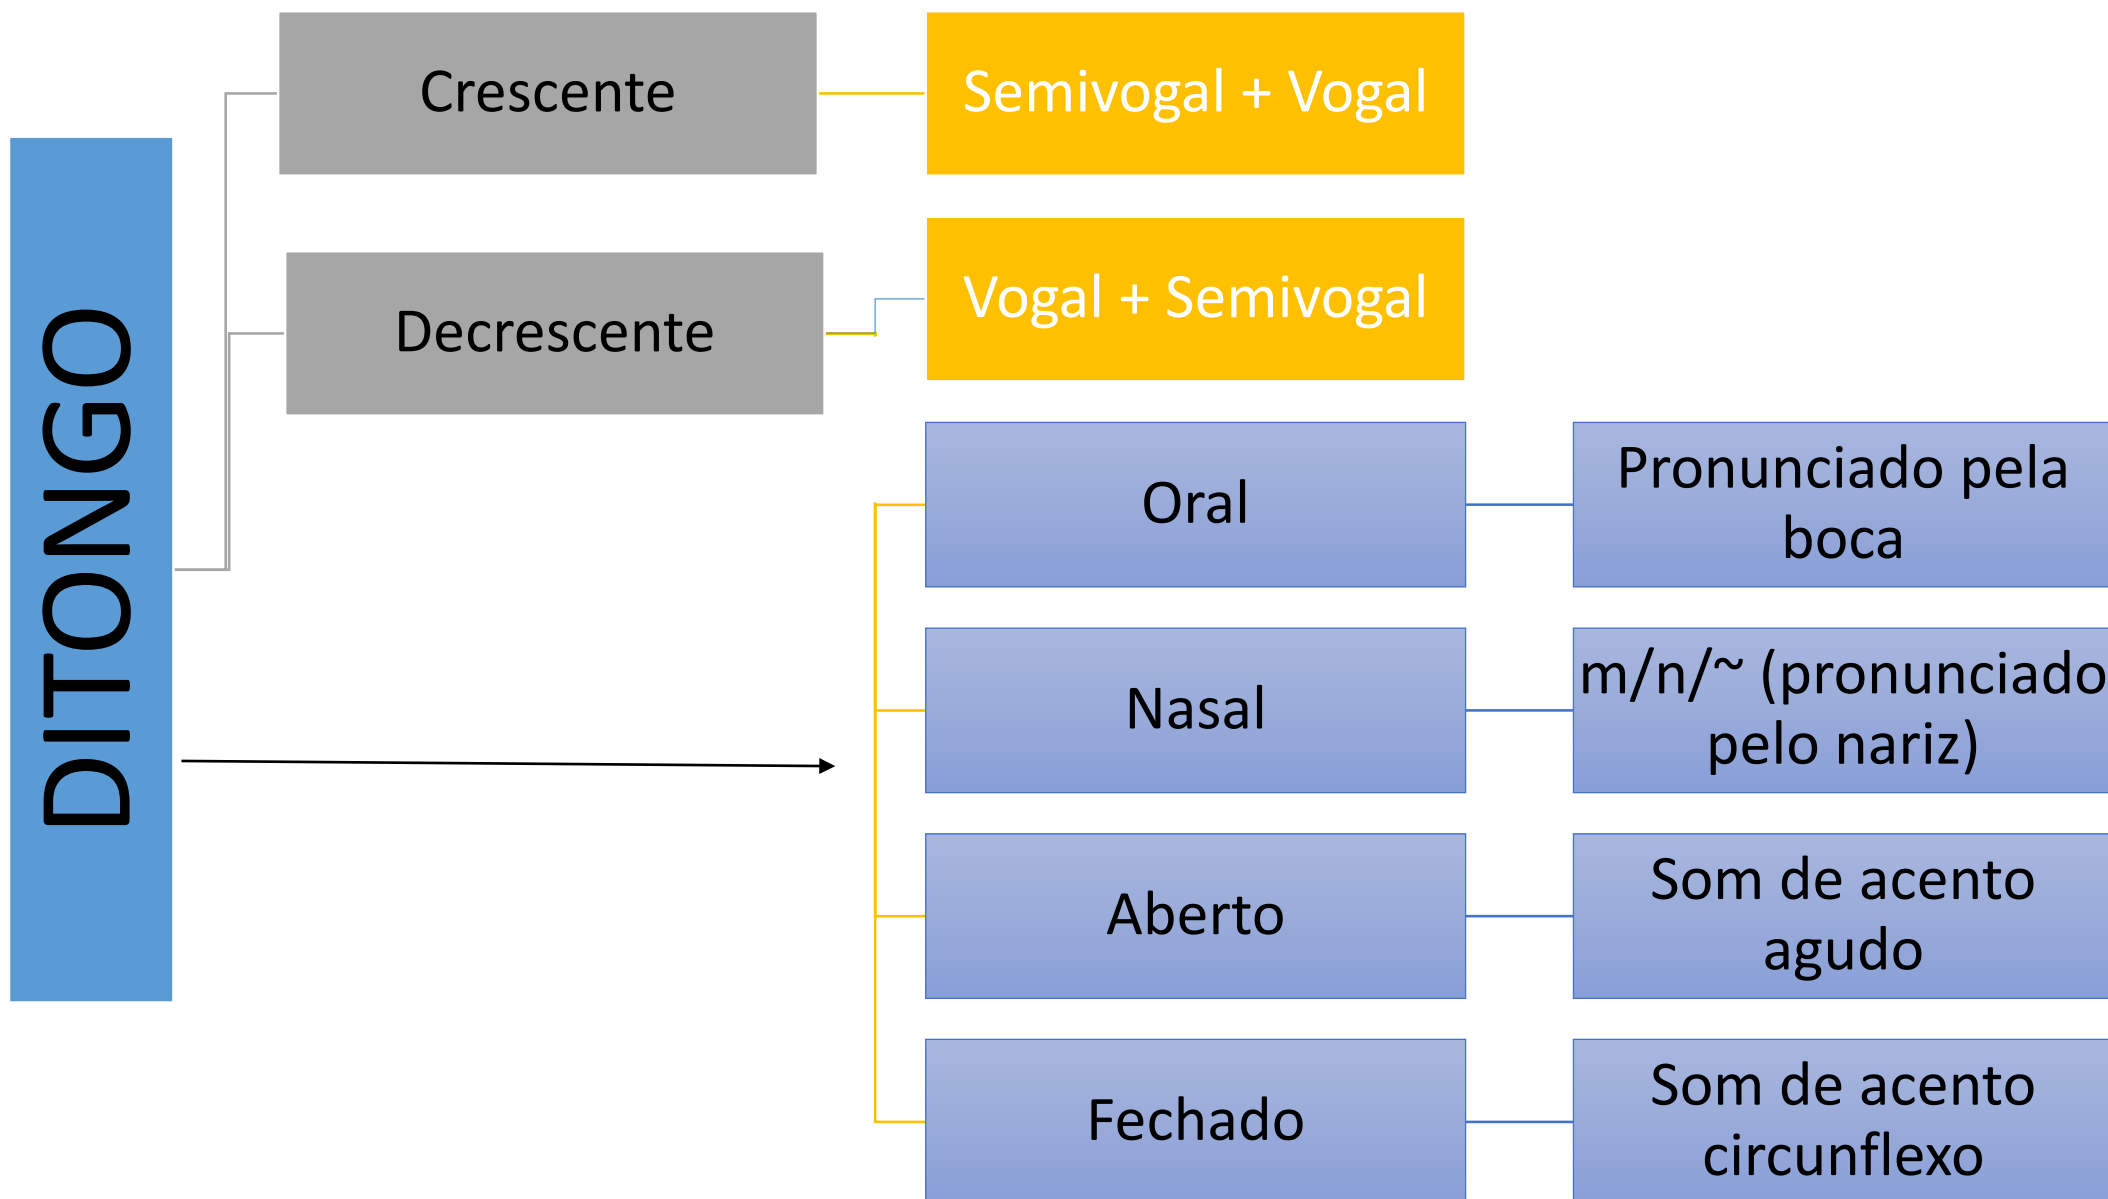 DITONGO
Crescente
Semivogal + Vogal
Decrescente
Vogal + Semivogal
Oral
Pronunciado pela
boca
Nasal
m/n/~ (pronunciado
pelo nariz)
Aberto
Som de acento
agudo
Fechado
Som de acento
circunflexo